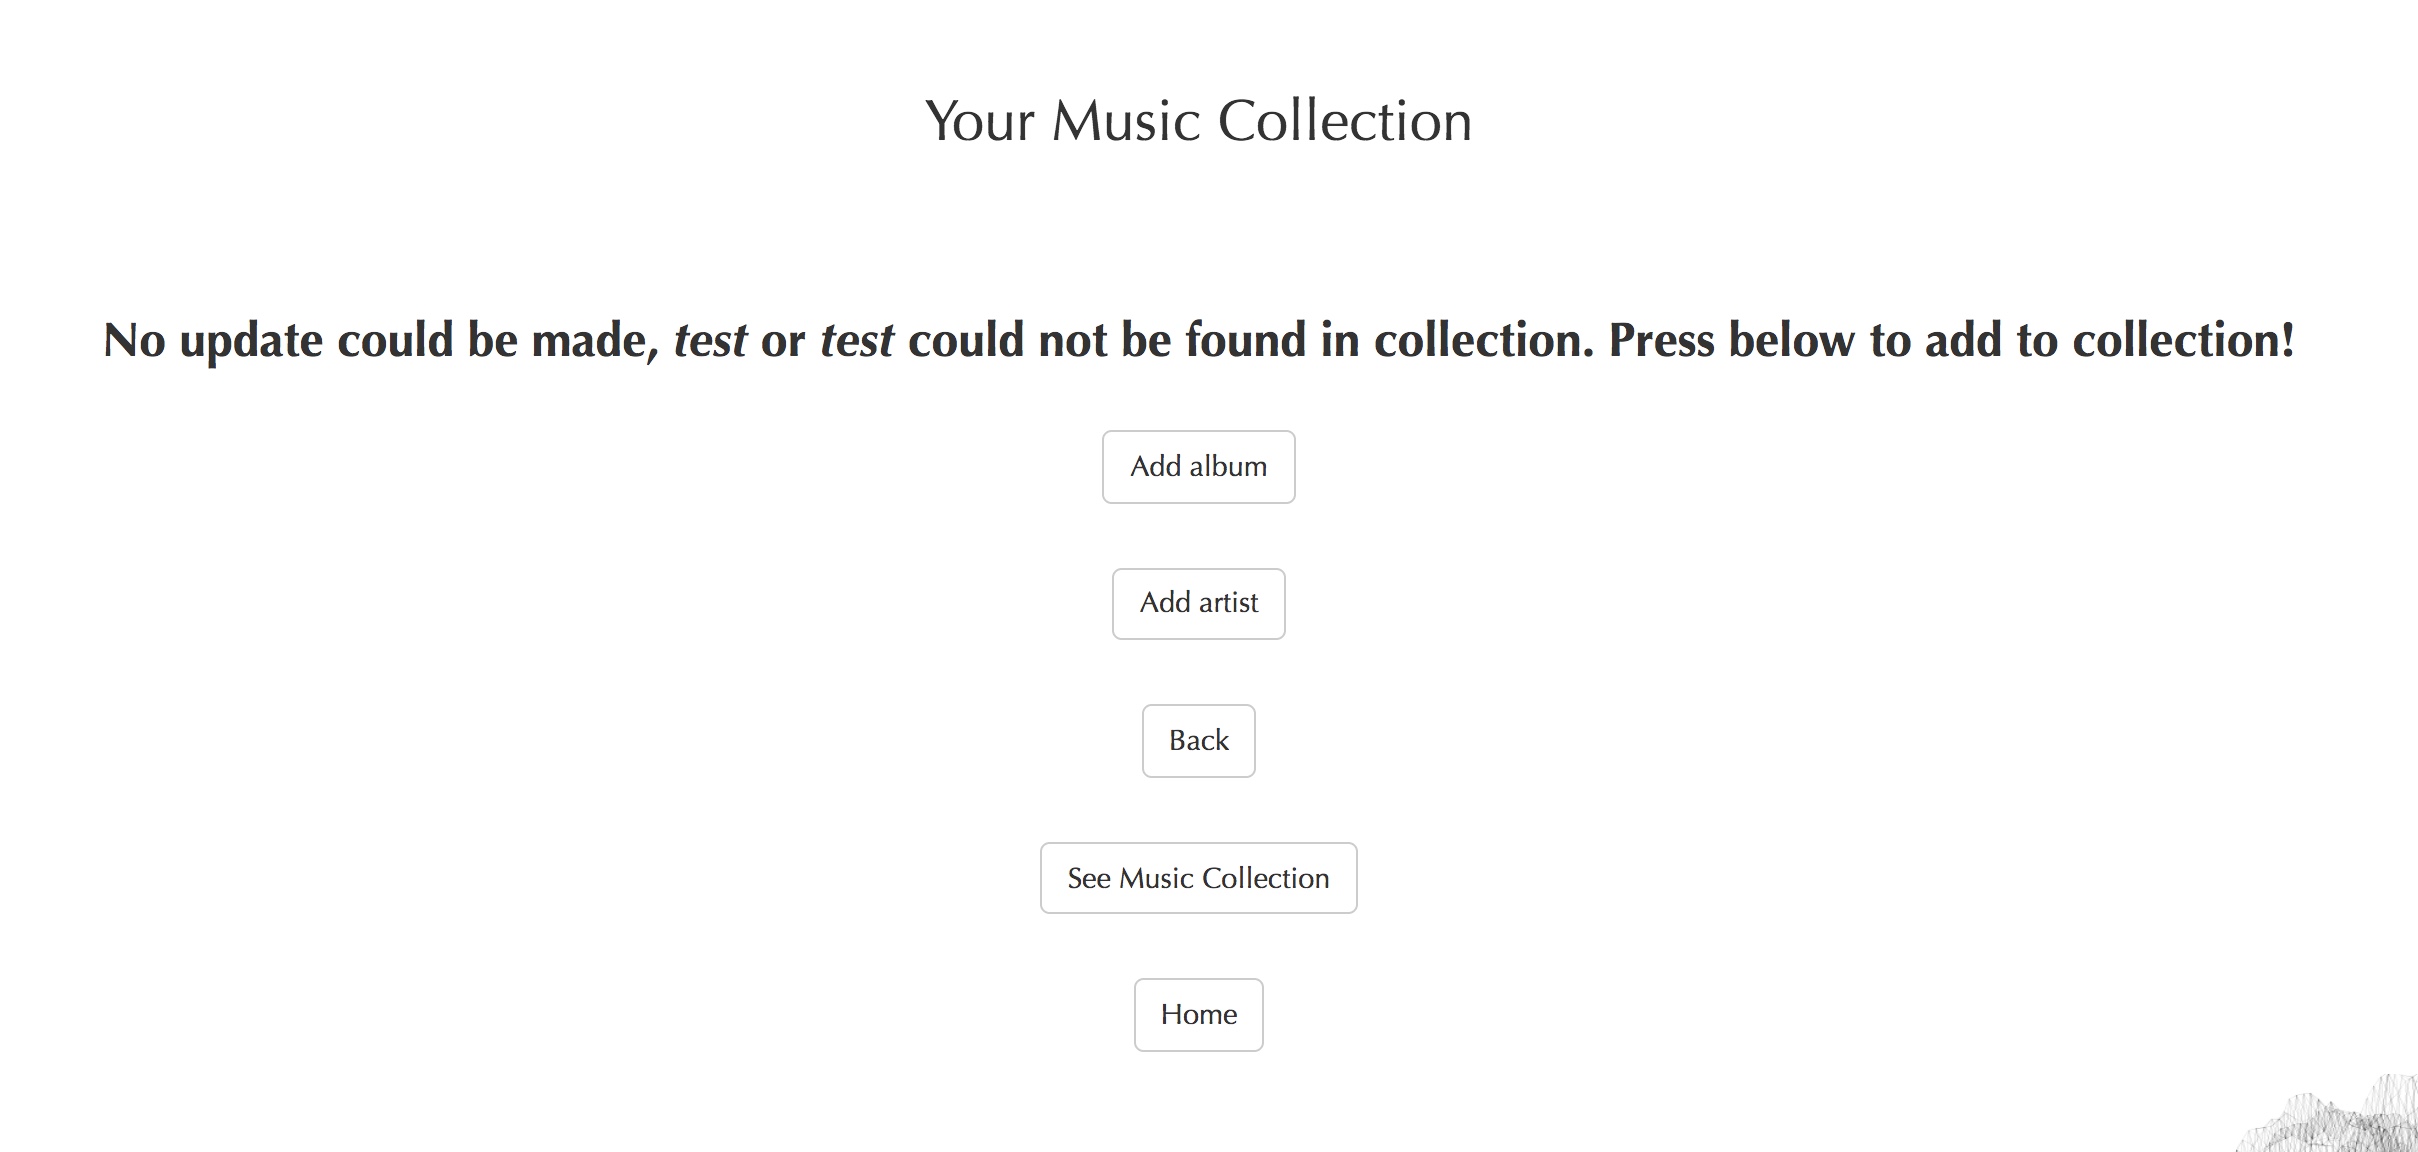 Your Music Collection
No update could be made, test or test could not be found in collection. Press below to add to collection!
Add album
Add artist
Back
See Music Collection
Home